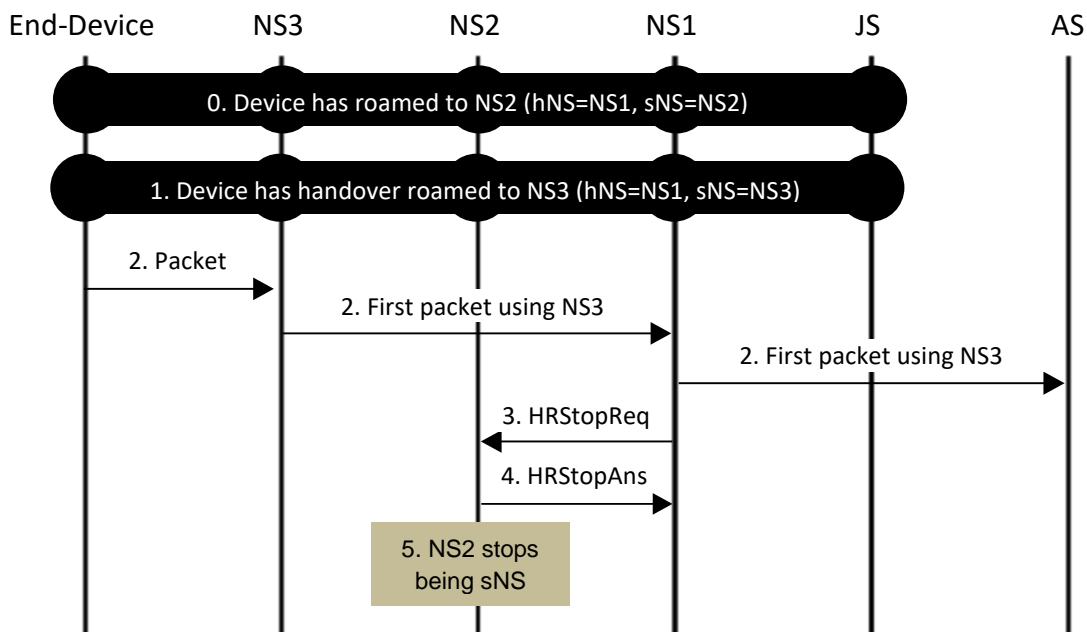 End-Device NS3 NS2 NS1 JS AS
0. Device has roamed to NS2 (hNS=NS1, sNS=NS2)
1. Device has handover roamed to NS3 (hNS=NS1, sNS=NS3)
2. Packet
2. First packet using NS3
2. First packet using NS3
3. HRStopReq
4. HRStopAns
5. NS2 stops
being sNS